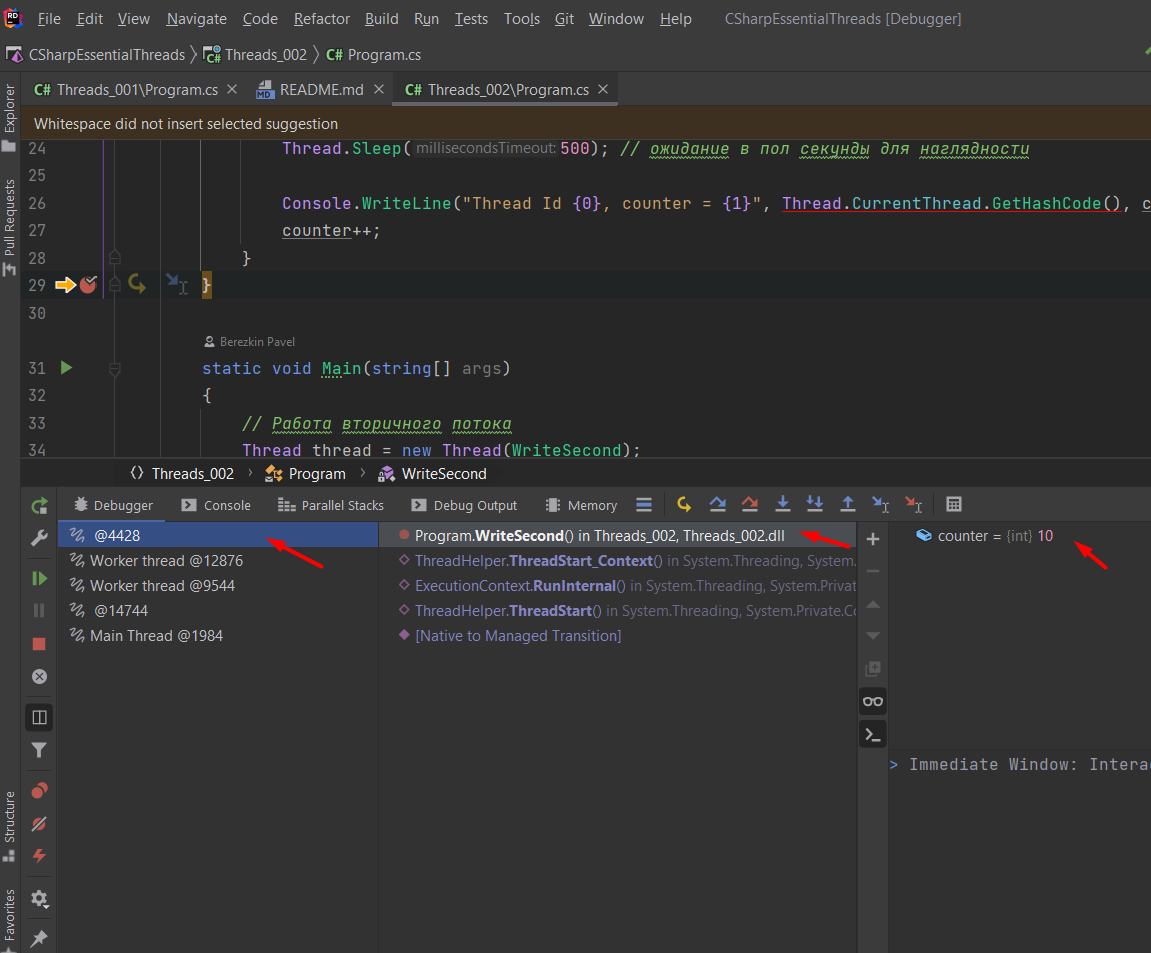 RD File Edit View Navigate Code Refactor Build Run Tests Tools Git Window Help CSharpEssentialThreads [Debugger]
CSharpEssentialThreads Threads_002 C# Program.cs
C# Threads_001\Program.cs MD README.md C# Threads_002\Program.cs
Explorer
Pull Requests
Structure
Favorites
Whitespace did not insert selected suggestion
24 Thread.Sleep( millisecondsTimeout: 500); // ожидание в пол секунды для наглядности
25
26 Console.WriteLine("Thread Id {0}, counter = {1}", Thread.CurrentThread.GetHashCode(), c
27 counter++;
28 }
29 }
30
Berezkin Pavel
31 static void Main(string[] args)
32 {
33 // Работа вторичного потока
34 Thread thread = new Thread(WriteSecond);
Threads_002 Program WriteSecond
Debugger Console Parallel Stacks Debug Output Memory
@4428
Worker thread @12876
Worker thread @9544
@14744
Main Thread @1984
Program.WriteSecond() in Threads_002, Threads_002.dll
ThreadHelper.ThreadStart_Context() in System.Threading, System.
ExecutionContext.RunInternal() in System.Threading, System.Privat
ThreadHelper.ThreadStart() in System.Threading, System.Private.Co
[Native to Managed Transition]
counter = {int} 10
> Immediate Window: Intera